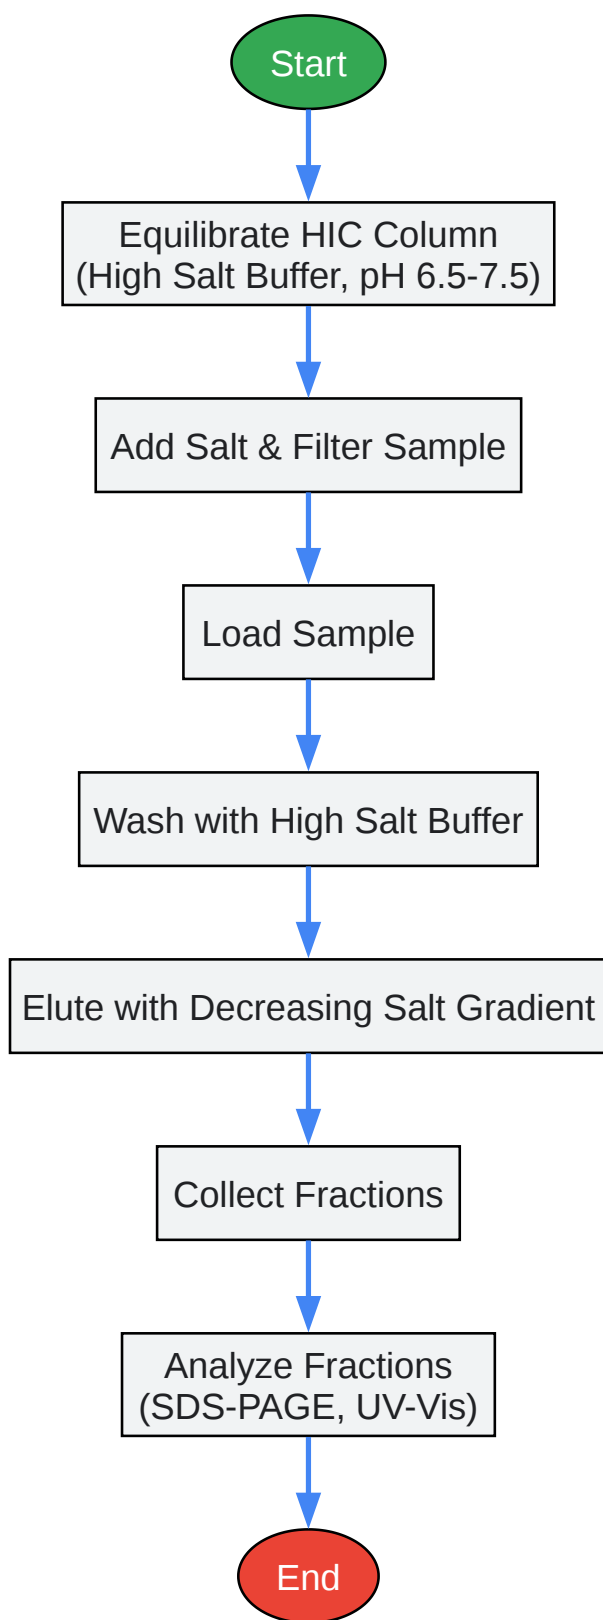 Start
Equilibrate HIC Column
(High Salt Buffer, pH 6.5-7.5)
Add Salt & Filter Sample
Load Sample
Wash with High Salt Buffer
Elute with Decreasing Salt Gradient
Collect Fractions
Analyze Fractions
(SDS-PAGE, UV-Vis)
End